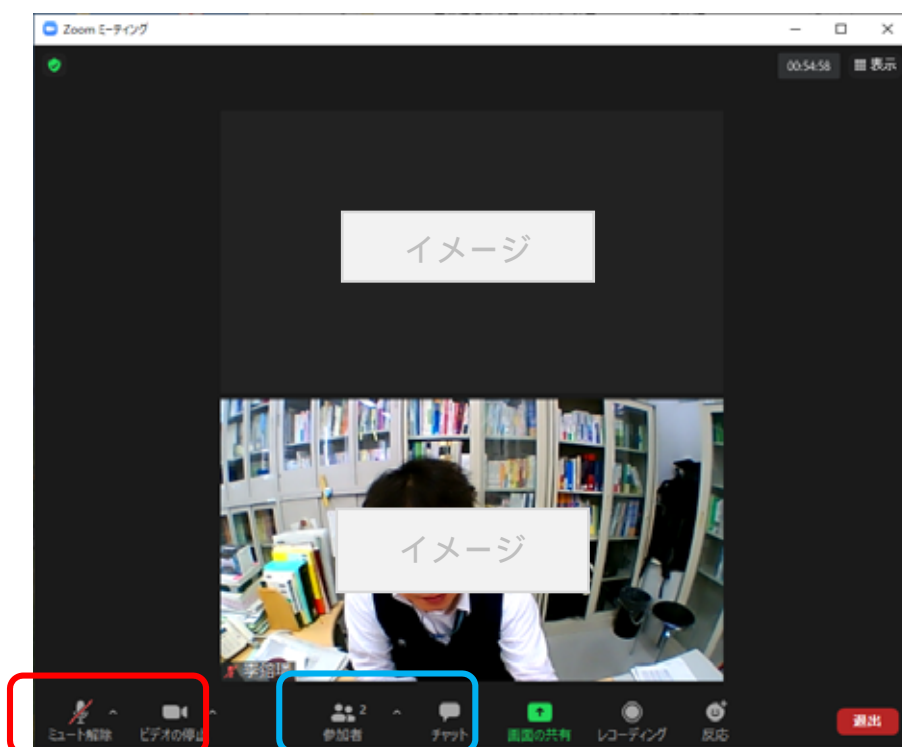 Zoom ミーティング
00:54:58 表示
イメージ
イメージ
ミュート解除 ビデオの停止 参加者 2 チャット 画面の共有 レコーディング 反応 退出